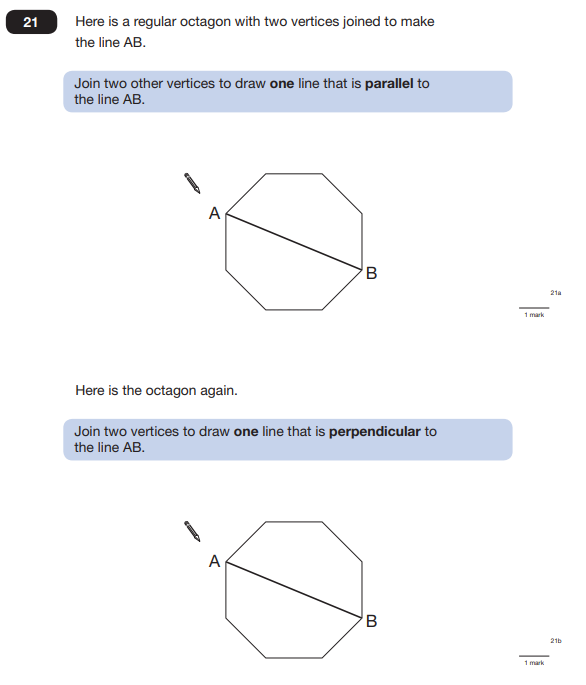 21
Here is a regular octagon with two vertices joined to make
the line AB.
Join two other vertices to draw one line that is parallel to
the line AB.
A
B
21a
1 mark
Here is the octagon again.
Join two vertices to draw one line that is perpendicular to
the line AB.
A
B
21b
1 mark